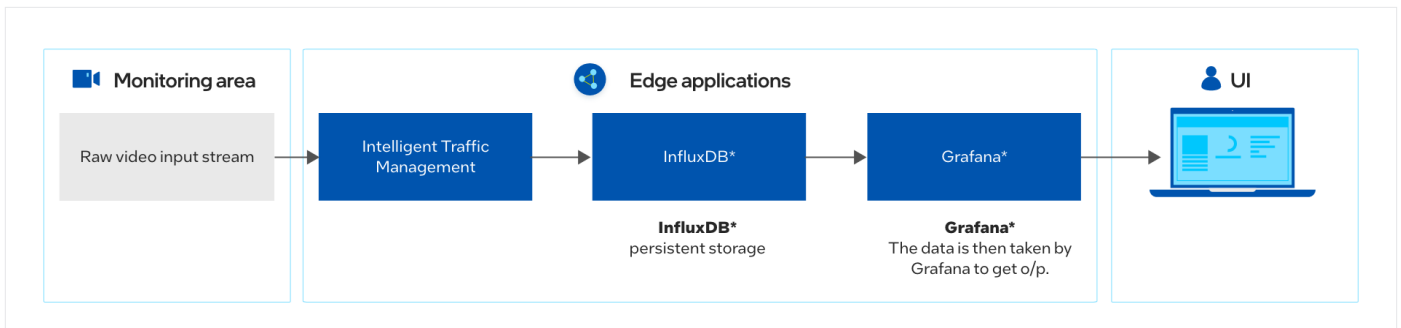 Monitoring area
Raw video input stream
Edge applications
Intelligent Traffic
Management
InfluxDB*
InfluxDB*
persistent storage
Grafana*
Grafana*
The data is then taken by
Grafana to get o/p.
UI